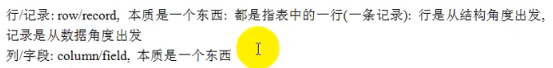 行/记录: row/record, 本质是一个东西: 都是指表中的一行(一条记录): 行是从结构角度出发,
记录是从数据角度出发
列/字段: column/field, 本质是一个东西